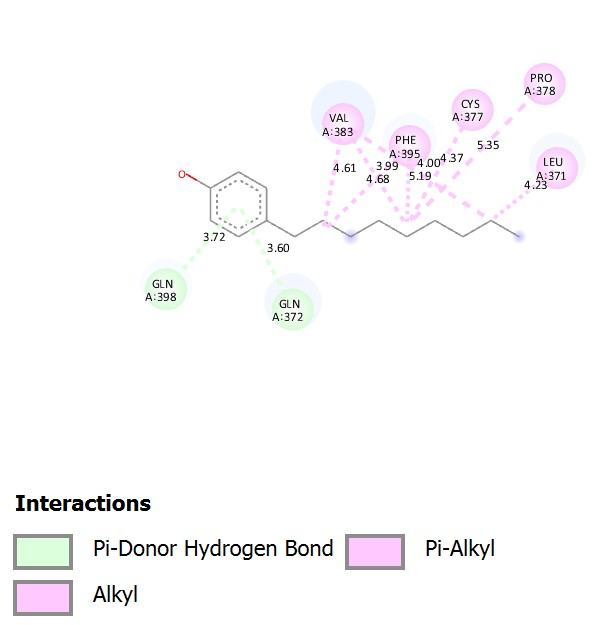 PRO
A:378
CYS
A:377
VAL
A:383
PHE
A:395
5.35
4.37
4.00
3.99
LEU
A:371
4.61
4.68
5.19
4.23
O
3.72
3.60
GLN
A:398
GLN
A:372
Interactions
Pi-Donor Hydrogen Bond
Pi-Alkyl
Alkyl